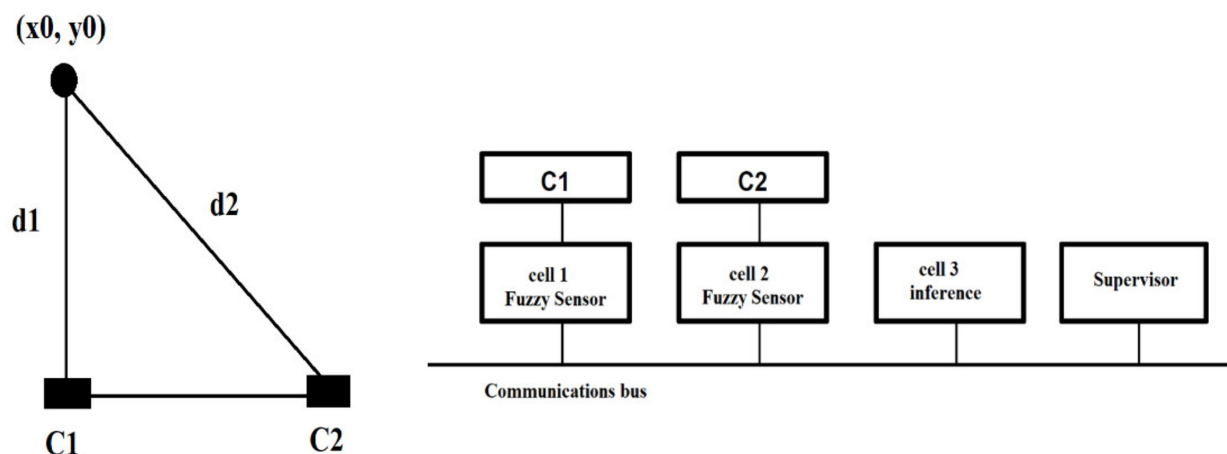 (x0, y0)
d1
d2
C1
C2
C1
C2
cell 1
Fuzzy Sensor
cell 2
Fuzzy Sensor
cell 3
inference
Supervisor
Communications bus